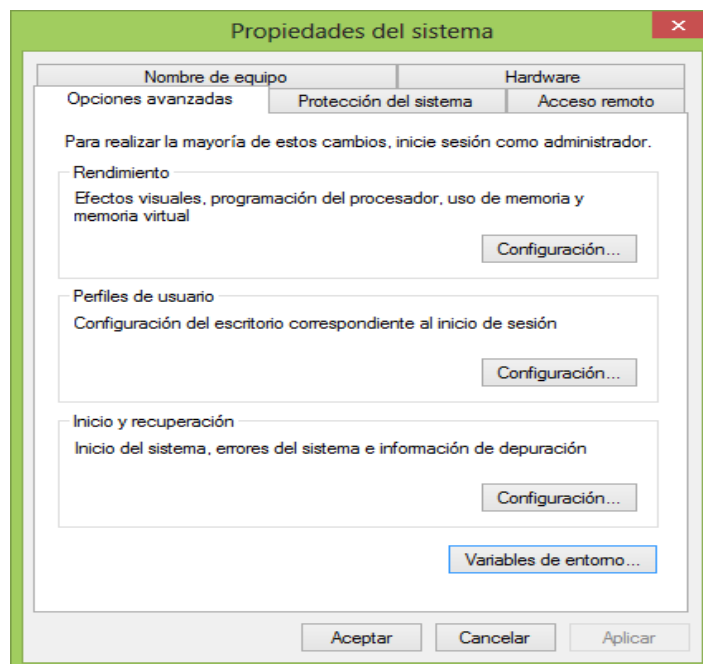 Propiedades del sistema
Nombre de equipo
Hardware
Opciones avanzadas
Protección del sistema
Acceso remoto
Para realizar la mayoría de estos cambios, inicie sesión como administrador.
Rendimiento
Efectos visuales, programación del procesador, uso de memoria y
memoria virtual
Configuración...
Perfiles de usuario
Configuración del escritorio correspondiente al inicio de sesión
Configuración...
Inicio y recuperación
Inicio del sistema, errores del sistema e información de depuración
Configuración...
Variables de entorno...
Aceptar
Cancelar
Aplicar